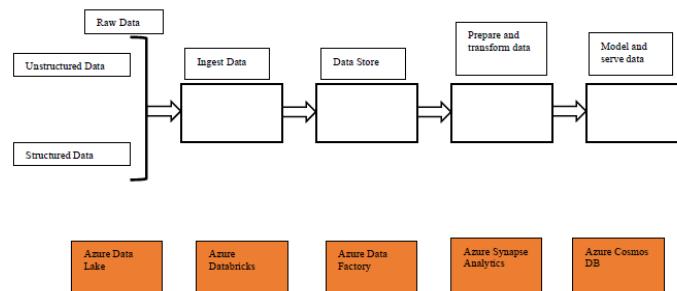 Raw Data
Unstructured Data
Structured Data
Ingest Data
Data Store
Prepare and
transform data
Model and
serve data
Azure Data
Lake
Azure
Databricks
Azure Data
Factory
Azure Synapse
Analytics
Azure Cosmos
DB